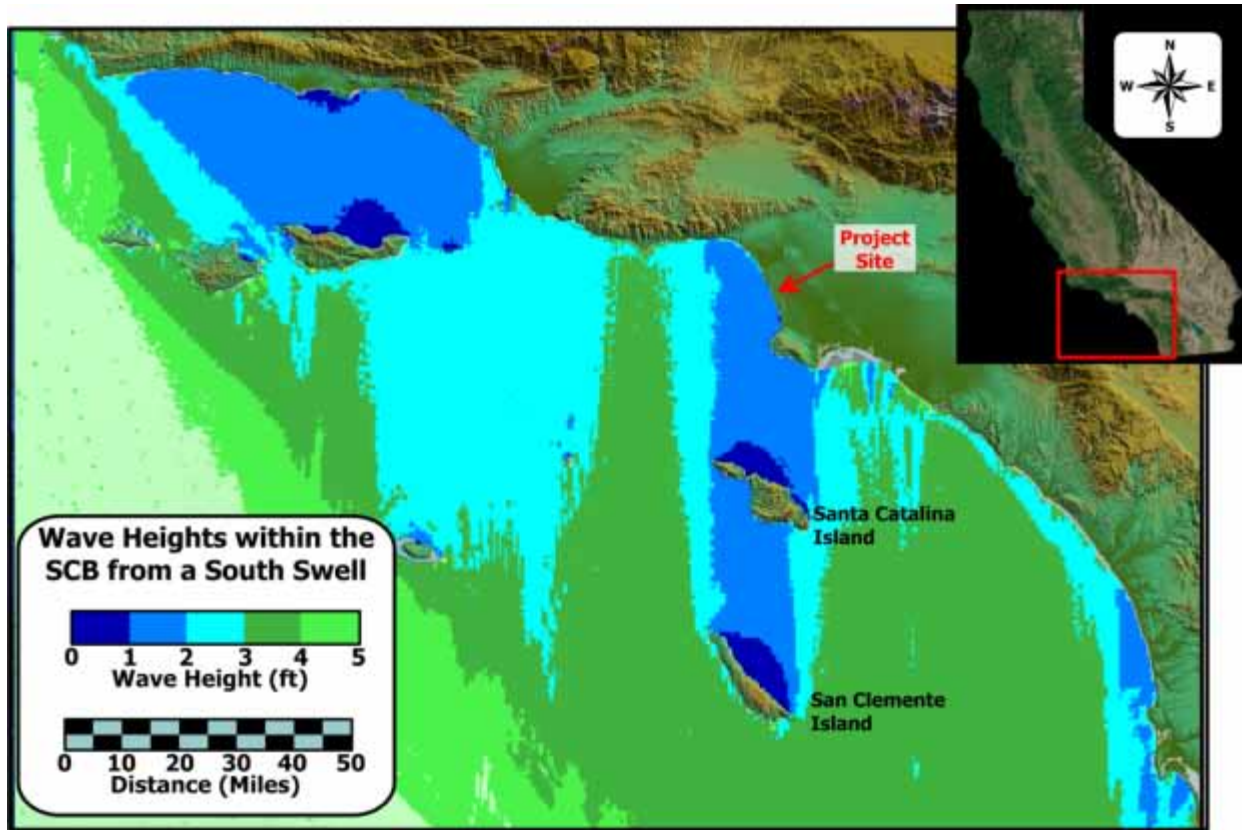 N
W E
S
Project
Site
Santa Catalina
Island
San Clemente
Island
Wave Heights within the
SCB from a South Swell
0 1 2 3 4 5
Wave Height (ft)
0 10 20 30 40 50
Distance (Miles)